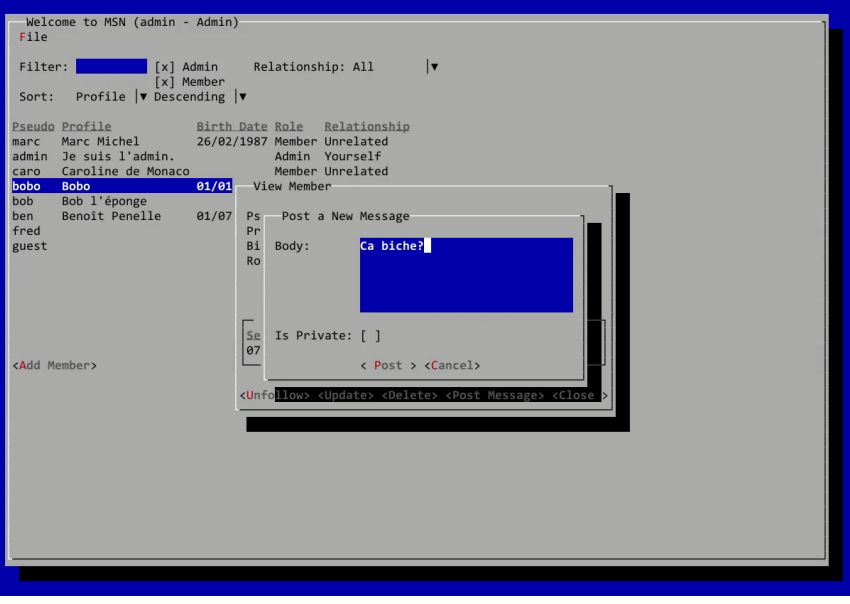 Welcome to MSN (admin - Admin)
File
Filter: [x] Admin Relationship: All ▼
[x] Member
Sort: Profile ▼ Descending ▼
Pseudo Profile Birth Date Role Relationship
marc Marc Michel 26/02/1987 Member Unrelated
admin Je suis l'admin. Admin Yourself
caro Caroline de Monaco Member Unrelated
bobo Bobo 01/01
bob Bob l'éponge
ben Benoît Penelle 01/07
fred
guest
<Add Member>
View Member
Ps
Pr
Bi
Ro
Se
07
<Unfollow> <Update> <Delete> <Post Message> <Close >
Post a New Message
Body: Ca biche?
Is Private: [ ]
< Post > <Cancel>